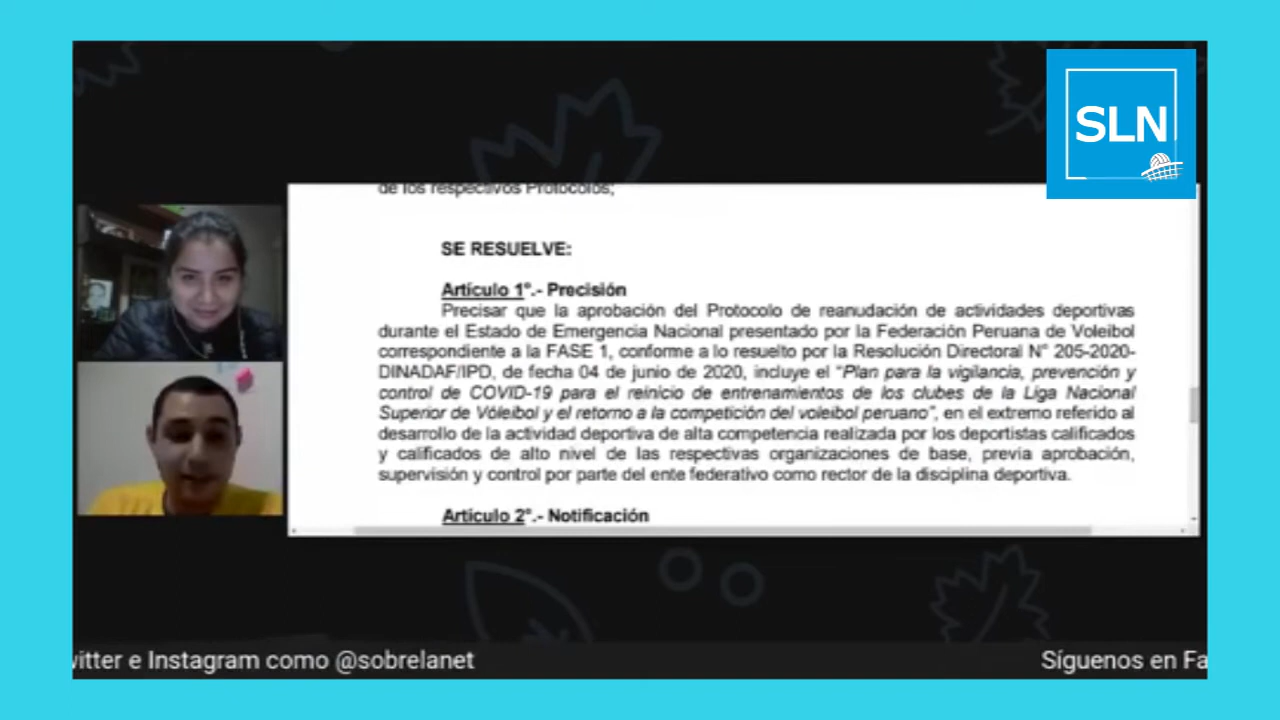 SLN
de los respectivos Protocolos;
SE RESUELVE:
Artículo 1°.- Precisión
Precisar que la aprobación del Protocolo de reanudación de actividades deportivas
durante el Estado de Emergencia Nacional presentado por la Federación Peruana de Voleibol
correspondiente a la FASE 1, conforme a lo resuelto por la Resolución Directoral N° 205-2020-
DINADAF/IPD, de fecha 04 de junio de 2020, incluye el “Plan para la vigilancia, prevención y
control de COVID-19 para el reinicio de entrenamientos de los clubes de la Liga Nacional
Superior de Vóleibol y el retorno a la competición del voleibol peruano”, en el extremo referido al
desarrollo de la actividad deportiva de alta competencia realizada por los deportistas calificados
y calificados de alto nivel de las respectivas organizaciones de base, previa aprobación,
supervisión y control por parte del ente federativo como rector de la disciplina deportiva.
Artículo 2°.- Notificación
witter e Instagram como @sobrelanet Síguenos en Fa